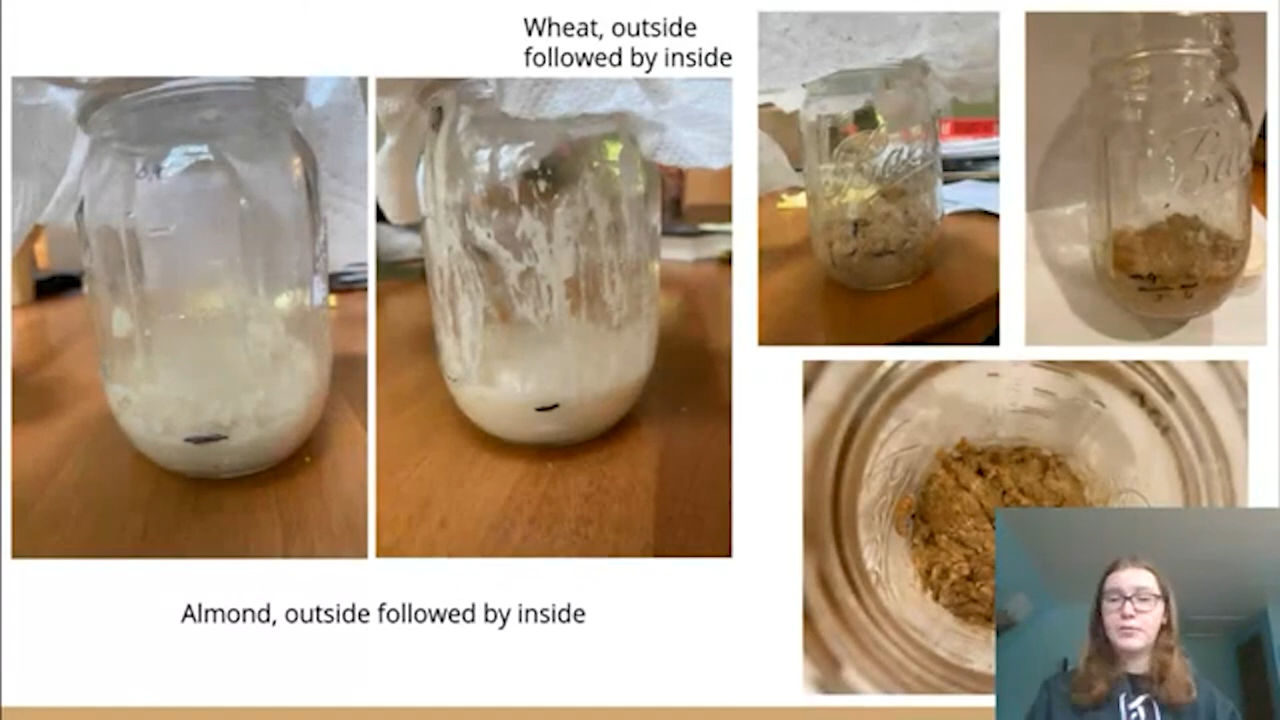 Wheat, outside
followed by inside
Almond, outside followed by inside